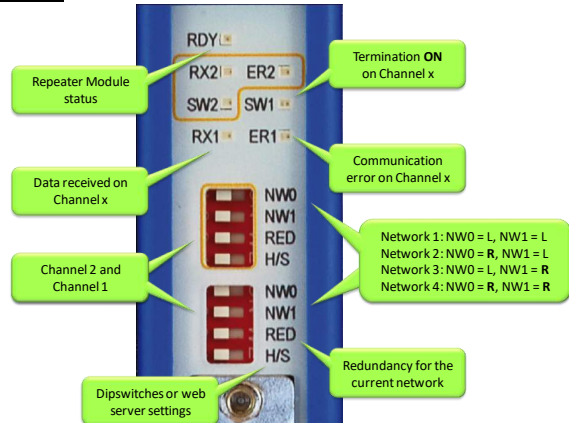 RDY
RX2 ER2
SW2 SW1
RX1 ER1
NW0
NW1
RED
H/S
NW0
NW1
RED
H/S
Repeater Module
status
Termination ON
on Channel x
Data received on
Channel x
Communication
error on Channel x
Channel 2 and
Channel 1
Network 1: NW0 = L, NW1 = L
Network 2: NW0 = R, NW1 = L
Network 3: NW0 = L, NW1 = R
Network 4: NW0 = R, NW1 = R
Redundancy for the
current network
Dipswitches or web
server settings